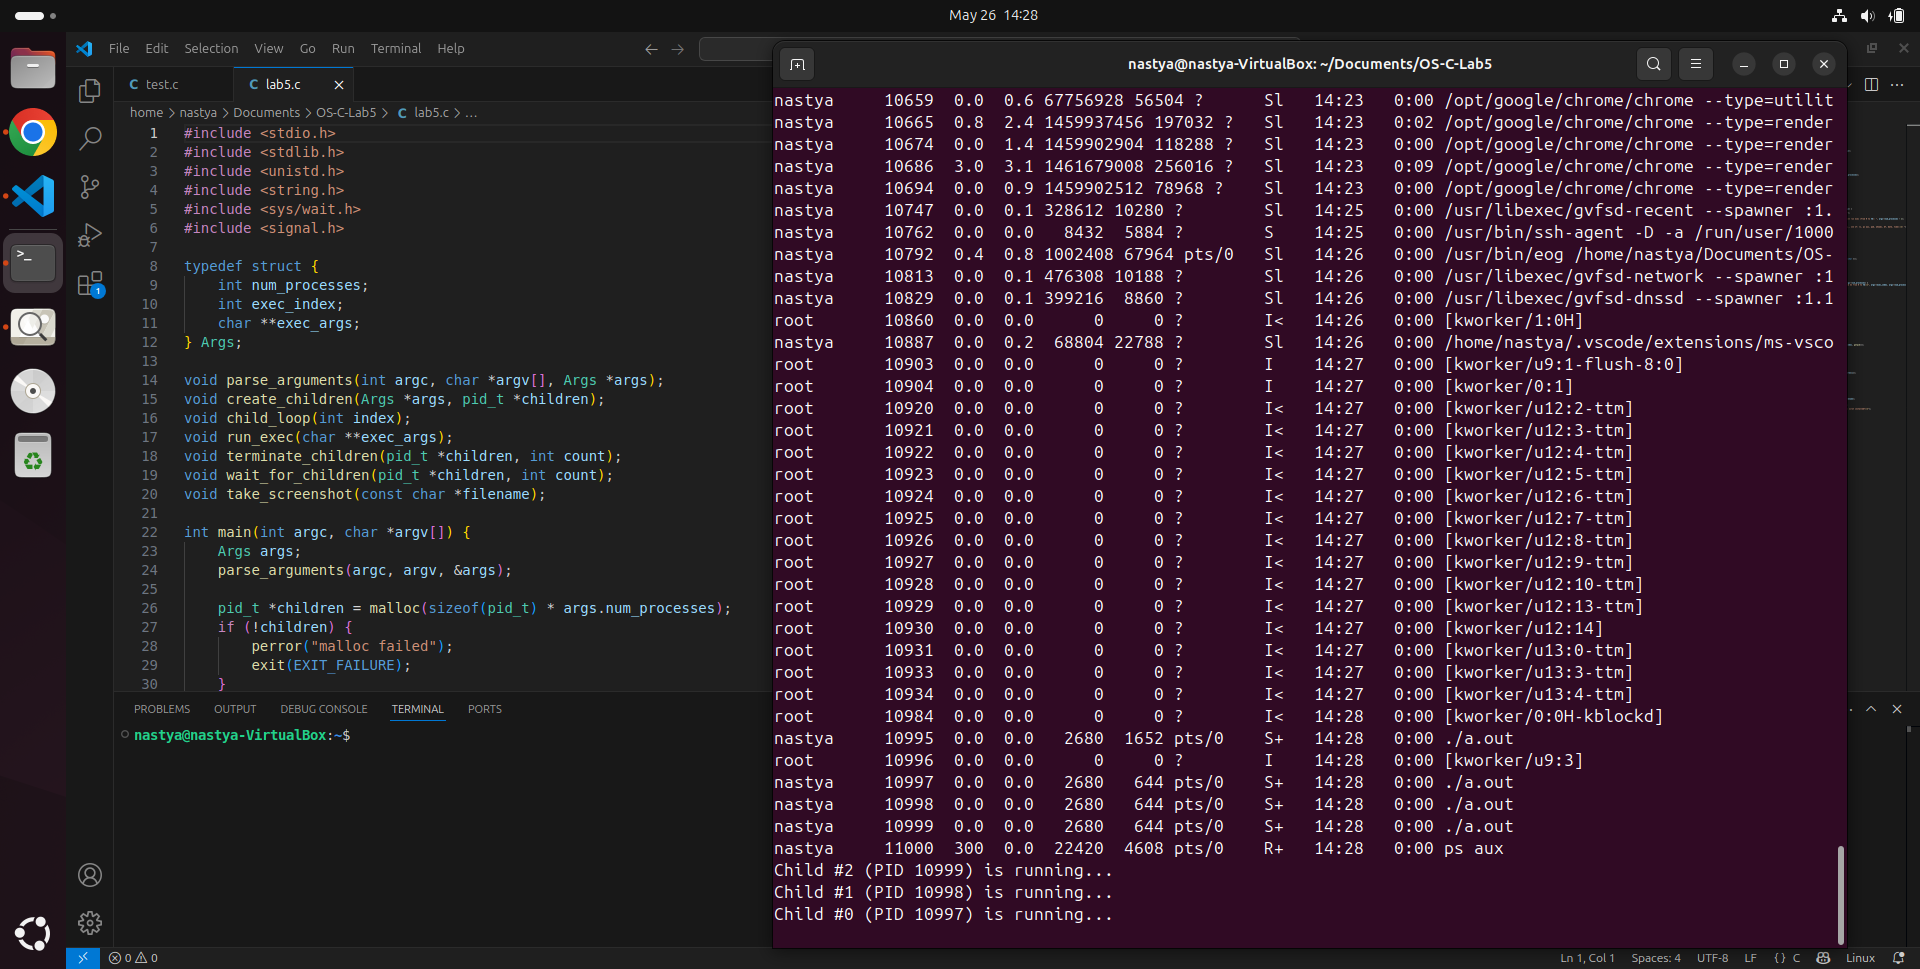 May 26 14:28
File Edit Selection View Go Run Terminal Help
test.c
lab5.c
home > nastya > Documents > OS-C-Lab5 > lab5.c > ...
1 #include <stdio.h>
2 #include <stdlib.h>
3 #include <unistd.h>
4 #include <string.h>
5 #include <sys/wait.h>
6 #include <signal.h>
7
8 typedef struct {
9 int num_processes;
10 int exec_index;
11 char **exec_args;
12 } Args;
13
14 void parse_arguments(int argc, char *argv[], Args *args);
15 void create_children(Args *args, pid_t *children);
16 void child_loop(int index);
17 void run_exec(char **exec_args);
18 void terminate_children(pid_t *children, int count);
19 void wait_for_children(pid_t *children, int count);
20 void take_screenshot(const char *filename);
21
22 int main(int argc, char *argv[]) {
23 Args args;
24 parse_arguments(argc, argv, &args);
25
26 pid_t *children = malloc(sizeof(pid_t) * args.num_processes);
27 if (!children) {
28 perror("malloc failed");
29 exit(EXIT_FAILURE);
30 }
PROBLEMS OUTPUT DEBUG CONSOLE TERMINAL PORTS
nastya@nastya-VirtualBox:~$
nastya@nastya-VirtualBox: ~/Documents/OS-C-Lab5
nastya 10659 0.0 0.6 67756928 56504 ? Sl 14:23 0:00 /opt/google/chrome/chrome --type=utilit
nastya 10665 0.8 2.4 1459937456 197032 ? Sl 14:23 0:02 /opt/google/chrome/chrome --type=render
nastya 10674 0.0 1.4 1459902904 118288 ? Sl 14:23 0:00 /opt/google/chrome/chrome --type=render
nastya 10686 3.0 3.1 1461679008 256016 ? Sl 14:23 0:09 /opt/google/chrome/chrome --type=render
nastya 10694 0.0 0.9 1459902512 78968 ? Sl 14:23 0:00 /opt/google/chrome/chrome --type=render
nastya 10747 0.0 0.1 328612 10280 ? Sl 14:25 0:00 /usr/libexec/gvfsd-recent --spawner :1.
nastya 10762 0.0 0.0 8432 5884 ? S 14:25 0:00 /usr/bin/ssh-agent -D -a /run/user/1000
nastya 10792 0.4 0.8 1002408 67964 pts/0 Sl 14:26 0:00 /usr/bin/eog /home/nastya/Documents/OS-
nastya 10813 0.0 0.1 476308 10188 ? Sl 14:26 0:00 /usr/libexec/gvfsd-network --spawner :1
nastya 10829 0.0 0.1 399216 8860 ? Sl 14:26 0:00 /usr/libexec/gvfsd-dnssd --spawner :1.1
root 10860 0.0 0.0 0 0 ? I< 14:26 0:00 [kworker/1:0H]
nastya 10887 0.0 0.2 68804 22788 ? Sl 14:26 0:00 /home/nastya/.vscode/extensions/ms-vsco
root 10903 0.0 0.0 0 0 ? I 14:27 0:00 [kworker/u9:1-flush-8:0]
root 10904 0.0 0.0 0 0 ? I 14:27 0:00 [kworker/0:1]
root 10920 0.0 0.0 0 0 ? I< 14:27 0:00 [kworker/u12:2-ttm]
root 10921 0.0 0.0 0 0 ? I< 14:27 0:00 [kworker/u12:3-ttm]
root 10922 0.0 0.0 0 0 ? I< 14:27 0:00 [kworker/u12:4-ttm]
root 10923 0.0 0.0 0 0 ? I< 14:27 0:00 [kworker/u12:5-ttm]
root 10924 0.0 0.0 0 0 ? I< 14:27 0:00 [kworker/u12:6-ttm]
root 10925 0.0 0.0 0 0 ? I< 14:27 0:00 [kworker/u12:7-ttm]
root 10926 0.0 0.0 0 0 ? I< 14:27 0:00 [kworker/u12:8-ttm]
root 10927 0.0 0.0 0 0 ? I< 14:27 0:00 [kworker/u12:9-ttm]
root 10928 0.0 0.0 0 0 ? I< 14:27 0:00 [kworker/u12:10-ttm]
root 10929 0.0 0.0 0 0 ? I< 14:27 0:00 [kworker/u12:13-ttm]
root 10930 0.0 0.0 0 0 ? I< 14:27 0:00 [kworker/u12:14]
root 10931 0.0 0.0 0 0 ? I< 14:27 0:00 [kworker/u13:0-ttm]
root 10933 0.0 0.0 0 0 ? I< 14:27 0:00 [kworker/u13:3-ttm]
root 10934 0.0 0.0 0 0 ? I< 14:27 0:00 [kworker/u13:4-ttm]
root 10984 0.0 0.0 0 0 ? I< 14:28 0:00 [kworker/0:0H-kblockd]
nastya 10995 0.0 0.0 2680 1652 pts/0 S+ 14:28 0:00 ./a.out
root 10996 0.0 0.0 0 0 ? I 14:28 0:00 [kworker/u9:3]
nastya 10997 0.0 0.0 2680 644 pts/0 S+ 14:28 0:00 ./a.out
nastya 10998 0.0 0.0 2680 644 pts/0 S+ 14:28 0:00 ./a.out
nastya 10999 0.0 0.0 2680 644 pts/0 S+ 14:28 0:00 ./a.out
nastya 11000 300 0.0 22420 4608 pts/0 R+ 14:28 0:00 ps aux
Child #2 (PID 10999) is running...
Child #1 (PID 10998) is running...
Child #0 (PID 10997) is running...
0 0
Ln 1, Col 1 Spaces: 4 UTF-8 LF {} C Linux